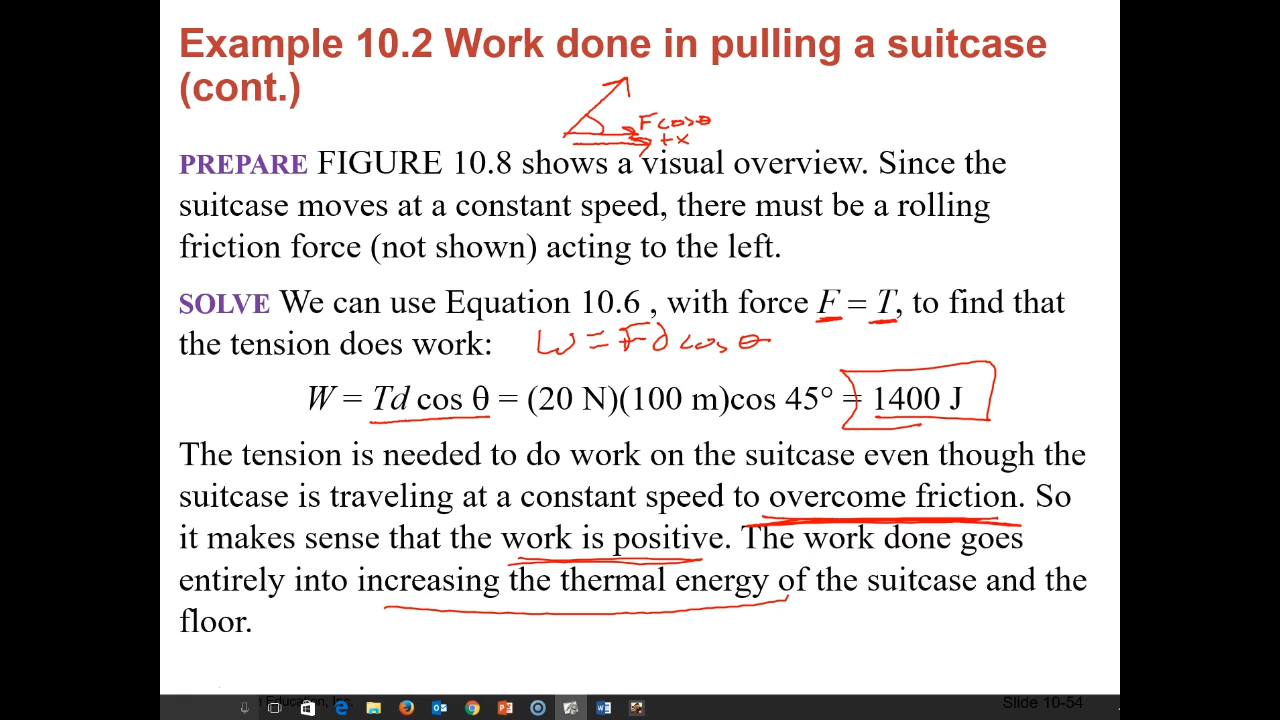 Example 10.2 Work done in pulling a suitcase
(cont.)
F cos θ
+x
PREPARE FIGURE 10.8 shows a visual overview. Since the
suitcase moves at a constant speed, there must be a rolling
friction force (not shown) acting to the left.
SOLVE We can use Equation 10.6 , with force F = T, to find that
the tension does work:
W = Fd cos θ
W = Td cos θ = (20 N)(100 m)cos 45° = 1400 J
The tension is needed to do work on the suitcase even though the
suitcase is traveling at a constant speed to overcome friction. So
it makes sense that the work is positive. The work done goes
entirely into increasing the thermal energy of the suitcase and the
floor.
Education, Inc.
Slide 10-54